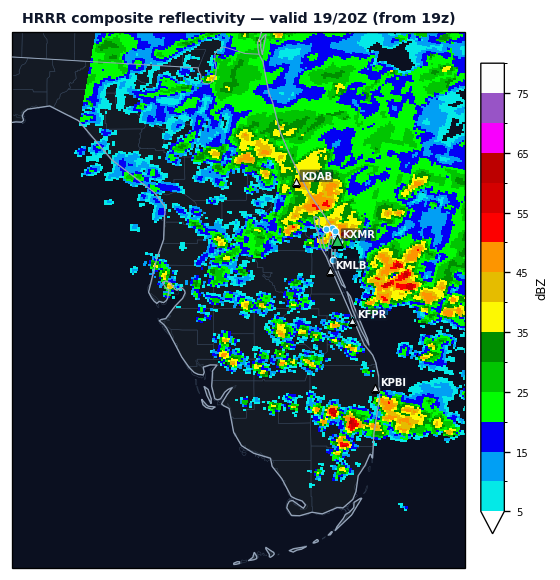 HRRR composite reflectivity — valid 19/20Z (from 19z)
KDAB
KXMR
KMLB
KFPR
KPBI
75
65
55
45
35
25
15
5
dBZ